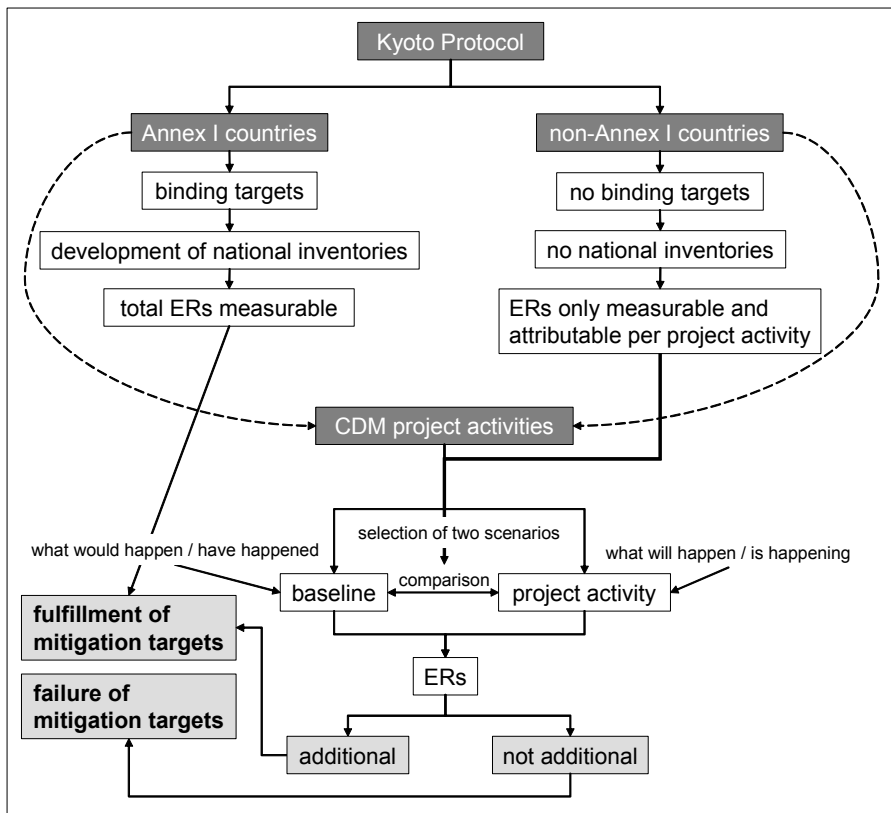 Kyoto Protocol
Annex I countries
non-Annex I countries
binding targets
no binding targets
development of national inventories
no national inventories
total ERs measurable
ERs only measurable and
attributable per project activity
CDM project activities
selection of two scenarios
what would happen / have happened
what will happen / is happening
comparison
baseline
project activity
fulfillment of
mitigation targets
ERs
failure of
mitigation targets
additional
not additional